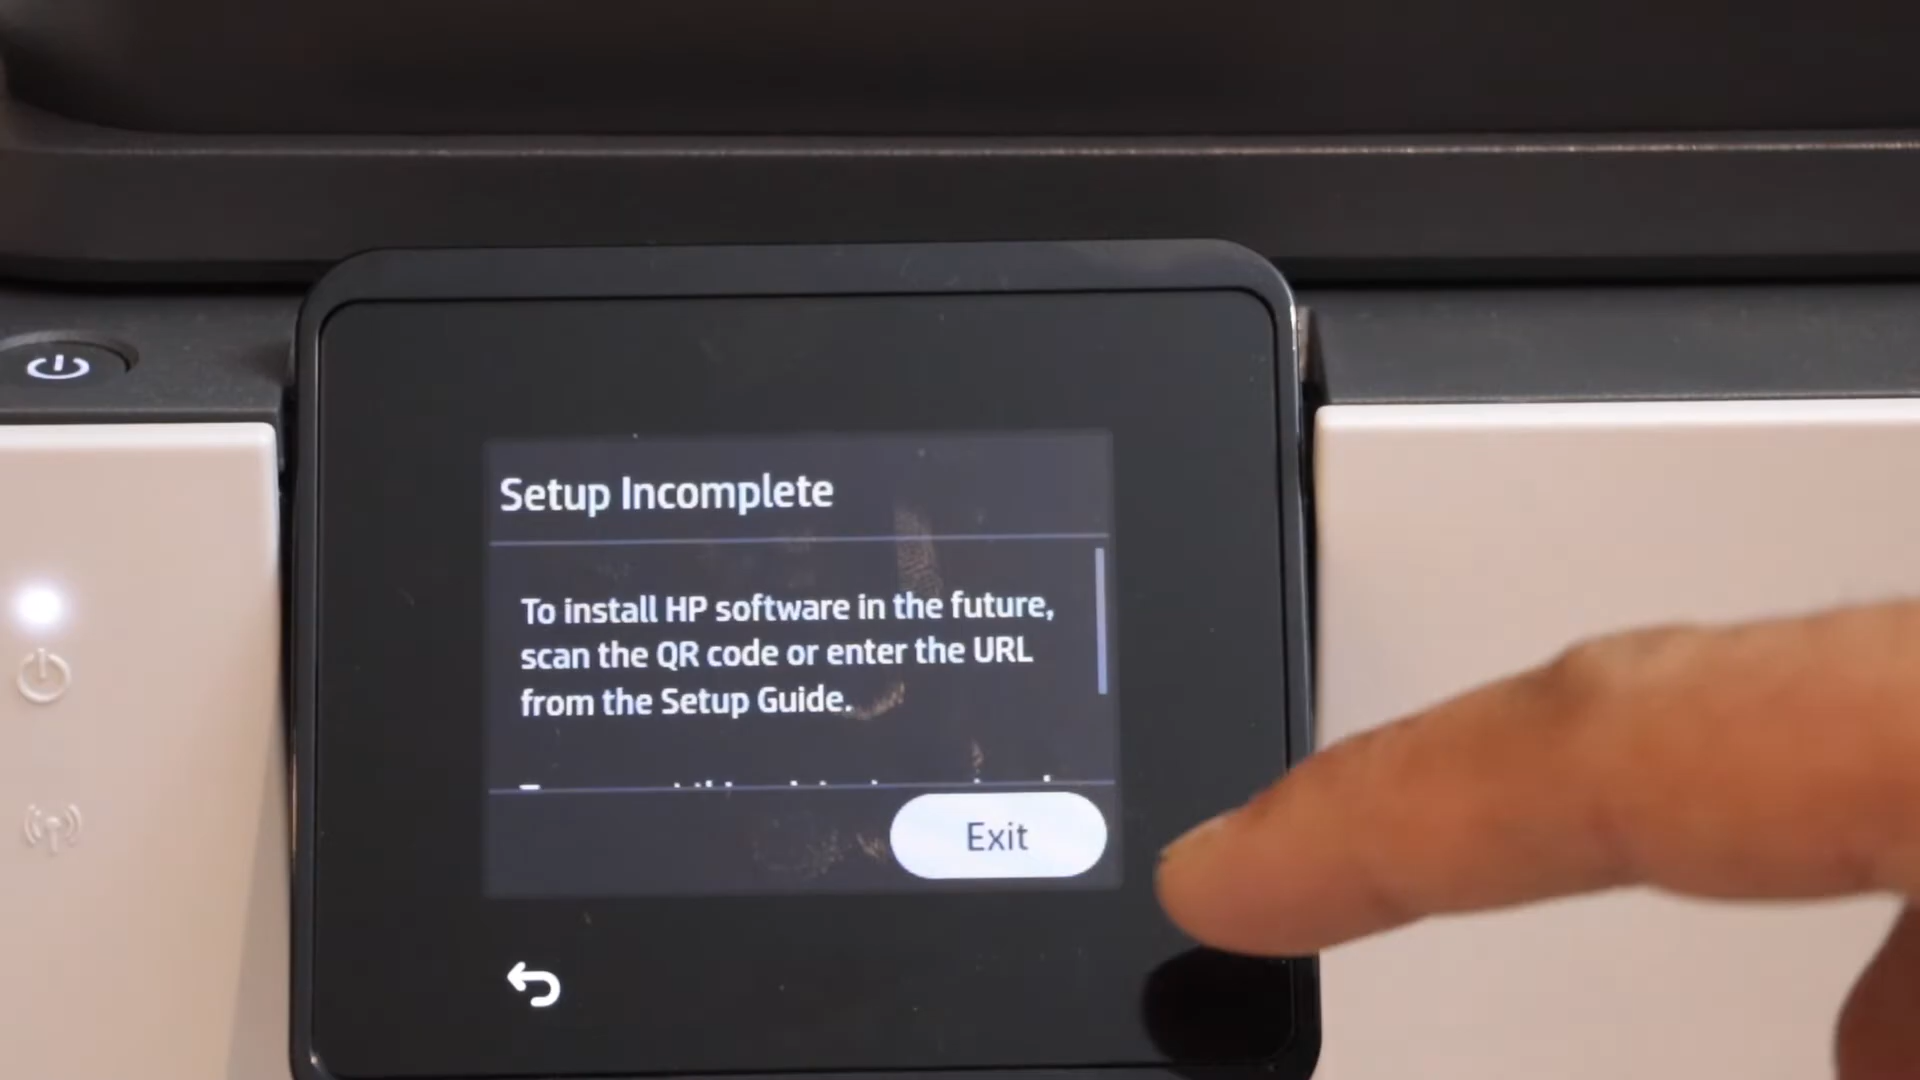 Setup Incomplete
To install HP software in the future,
scan the QR code or enter the URL
from the Setup Guide.
Exit